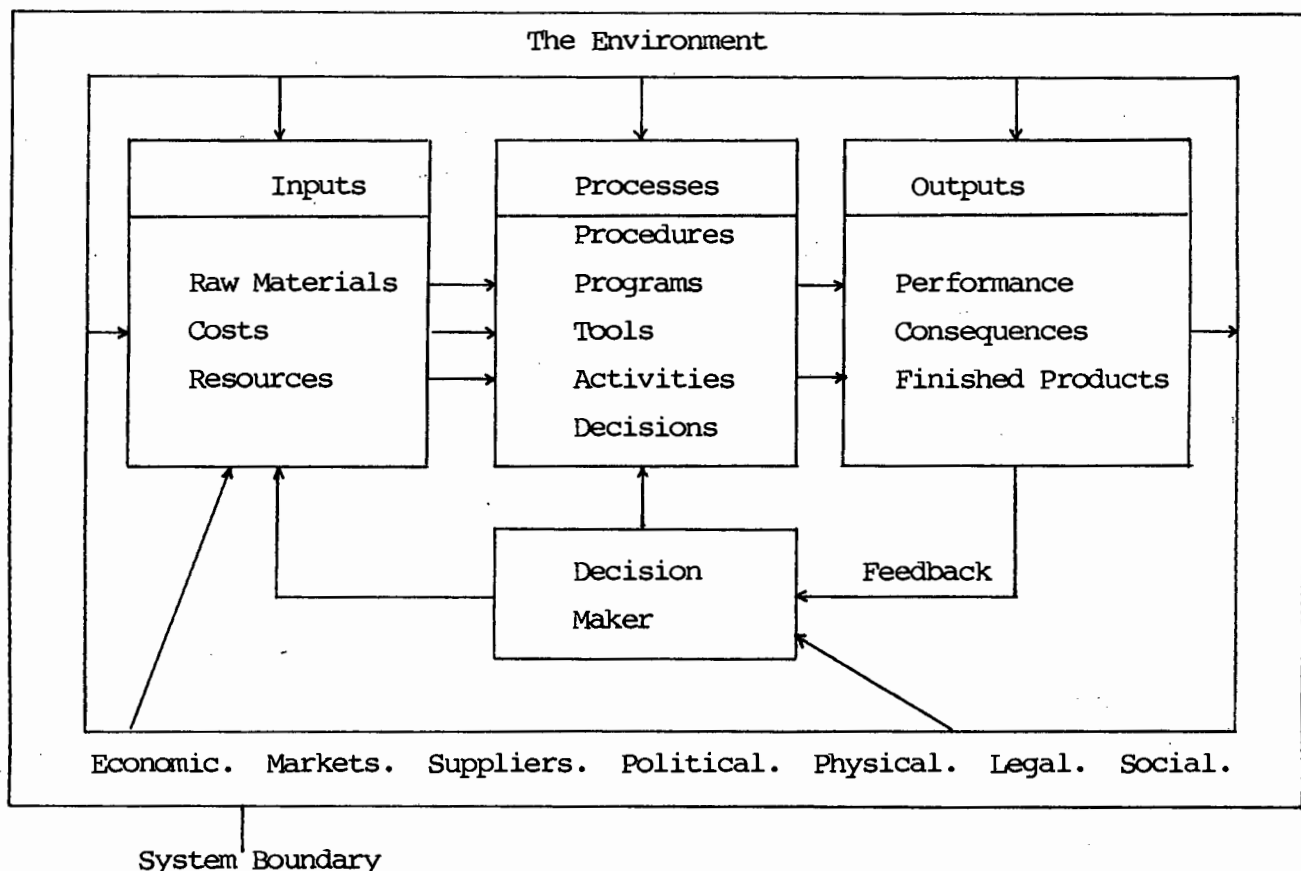 The Environment
Inputs
Raw Materials
Costs
Resources
Processes
Procedures
Programs
Tools
Activities
Decisions
Outputs
Performance
Consequences
Finished Products
Decision
Maker
Feedback
Economic. Markets. Suppliers. Political. Physical. Legal. Social.
System Boundary